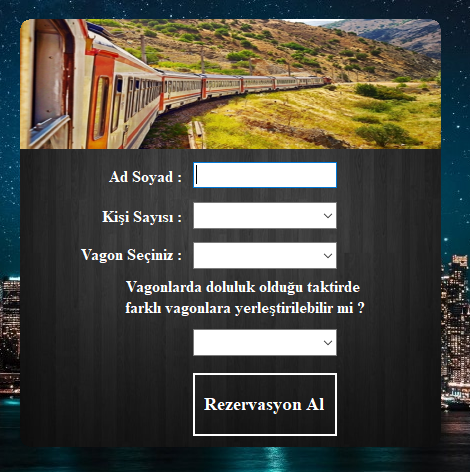 Ad Soyad :
Kişi Sayısı :
Vagon Seçiniz :
Vagonlarda doluluk olduğu taktirde
farklı vagonlara yerleştirilebilir mi ?
Rezervasyon Al